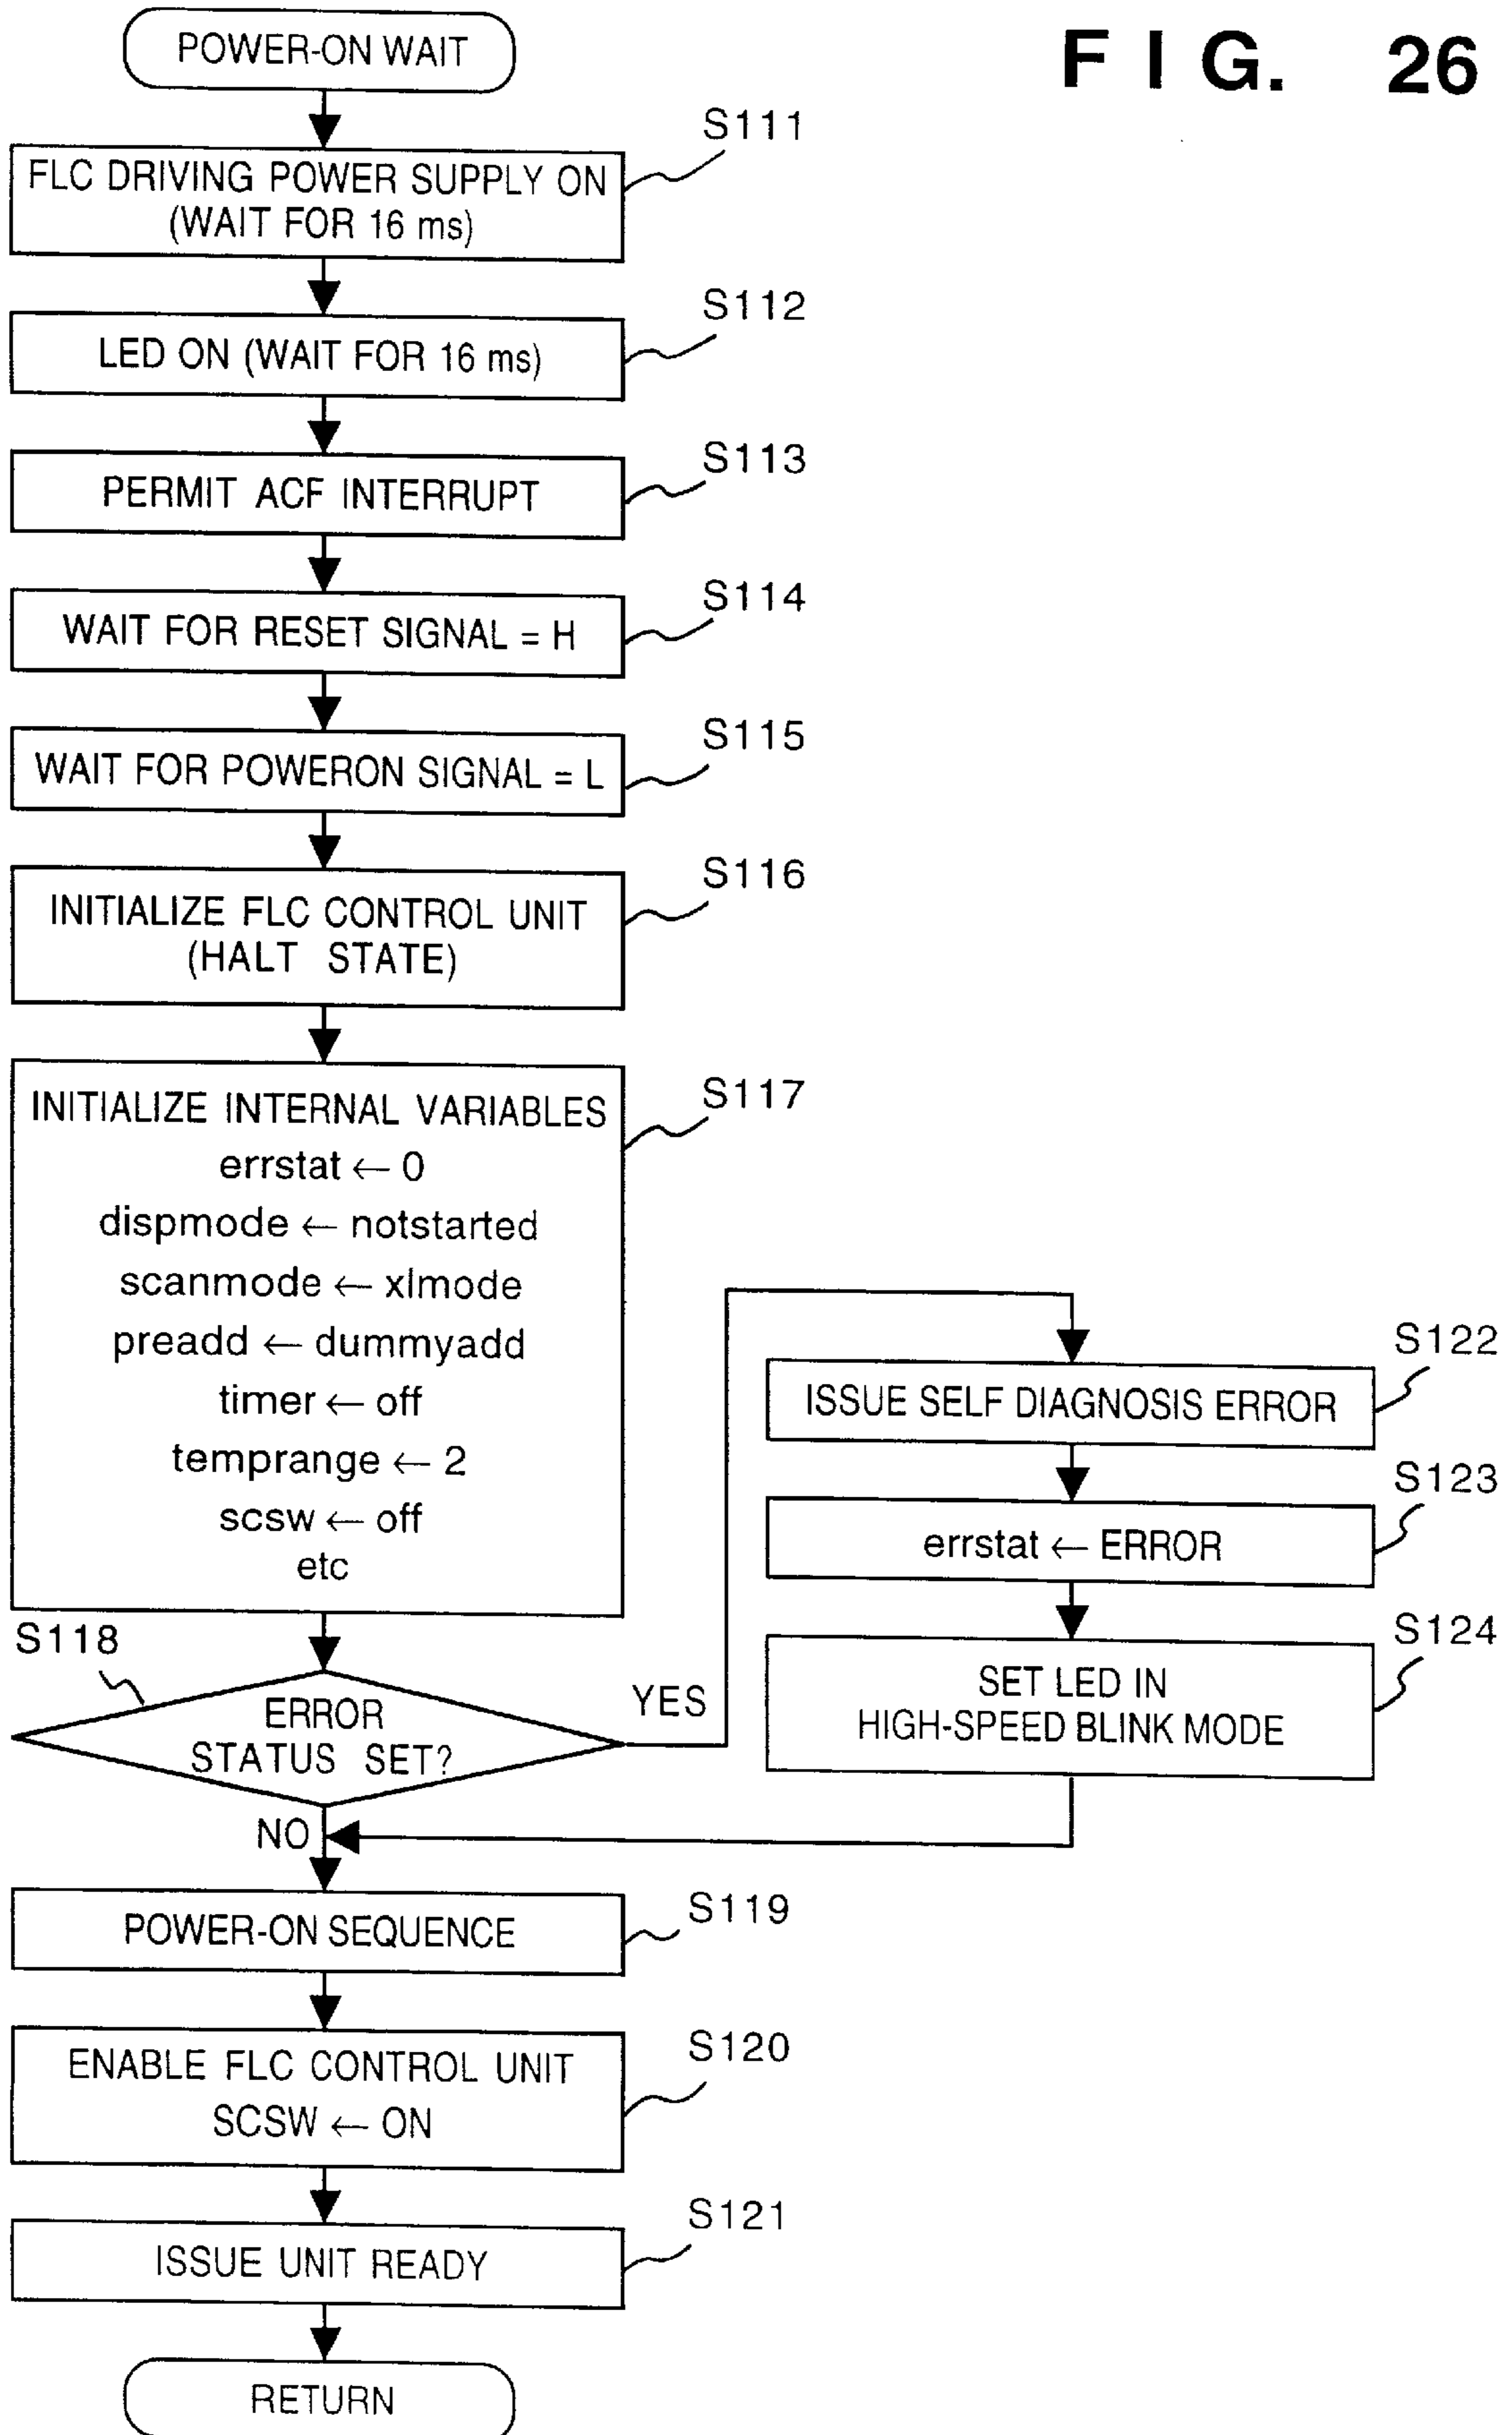 FIG. 26
POWER-ON WAIT
S111
FLC DRIVING POWER SUPPLY ON
(WAIT FOR 16 ms)
S112
LED ON (WAIT FOR 16 ms)
S113
PERMIT ACF INTERRUPT
S114
WAIT FOR RESET SIGNAL = H
S115
WAIT FOR POWERON SIGNAL = L
S116
INITIALIZE FLC CONTROL UNIT
(HALT STATE)
S117
INITIALIZE INTERNAL VARIABLES
errstat ← 0
dispmode ← notstarted
scanmode ← xlmode
preadd ← dummyadd
timer ← off
temprange ← 2
scsw ← off
etc
S118
ERROR
STATUS SET?
YES
NO
S122
ISSUE SELF DIAGNOSIS ERROR
S123
errstat ← ERROR
S124
SET LED IN
HIGH-SPEED BLINK MODE
S119
POWER-ON SEQUENCE
S120
ENABLE FLC CONTROL UNIT
SCSW ← ON
S121
ISSUE UNIT READY
RETURN